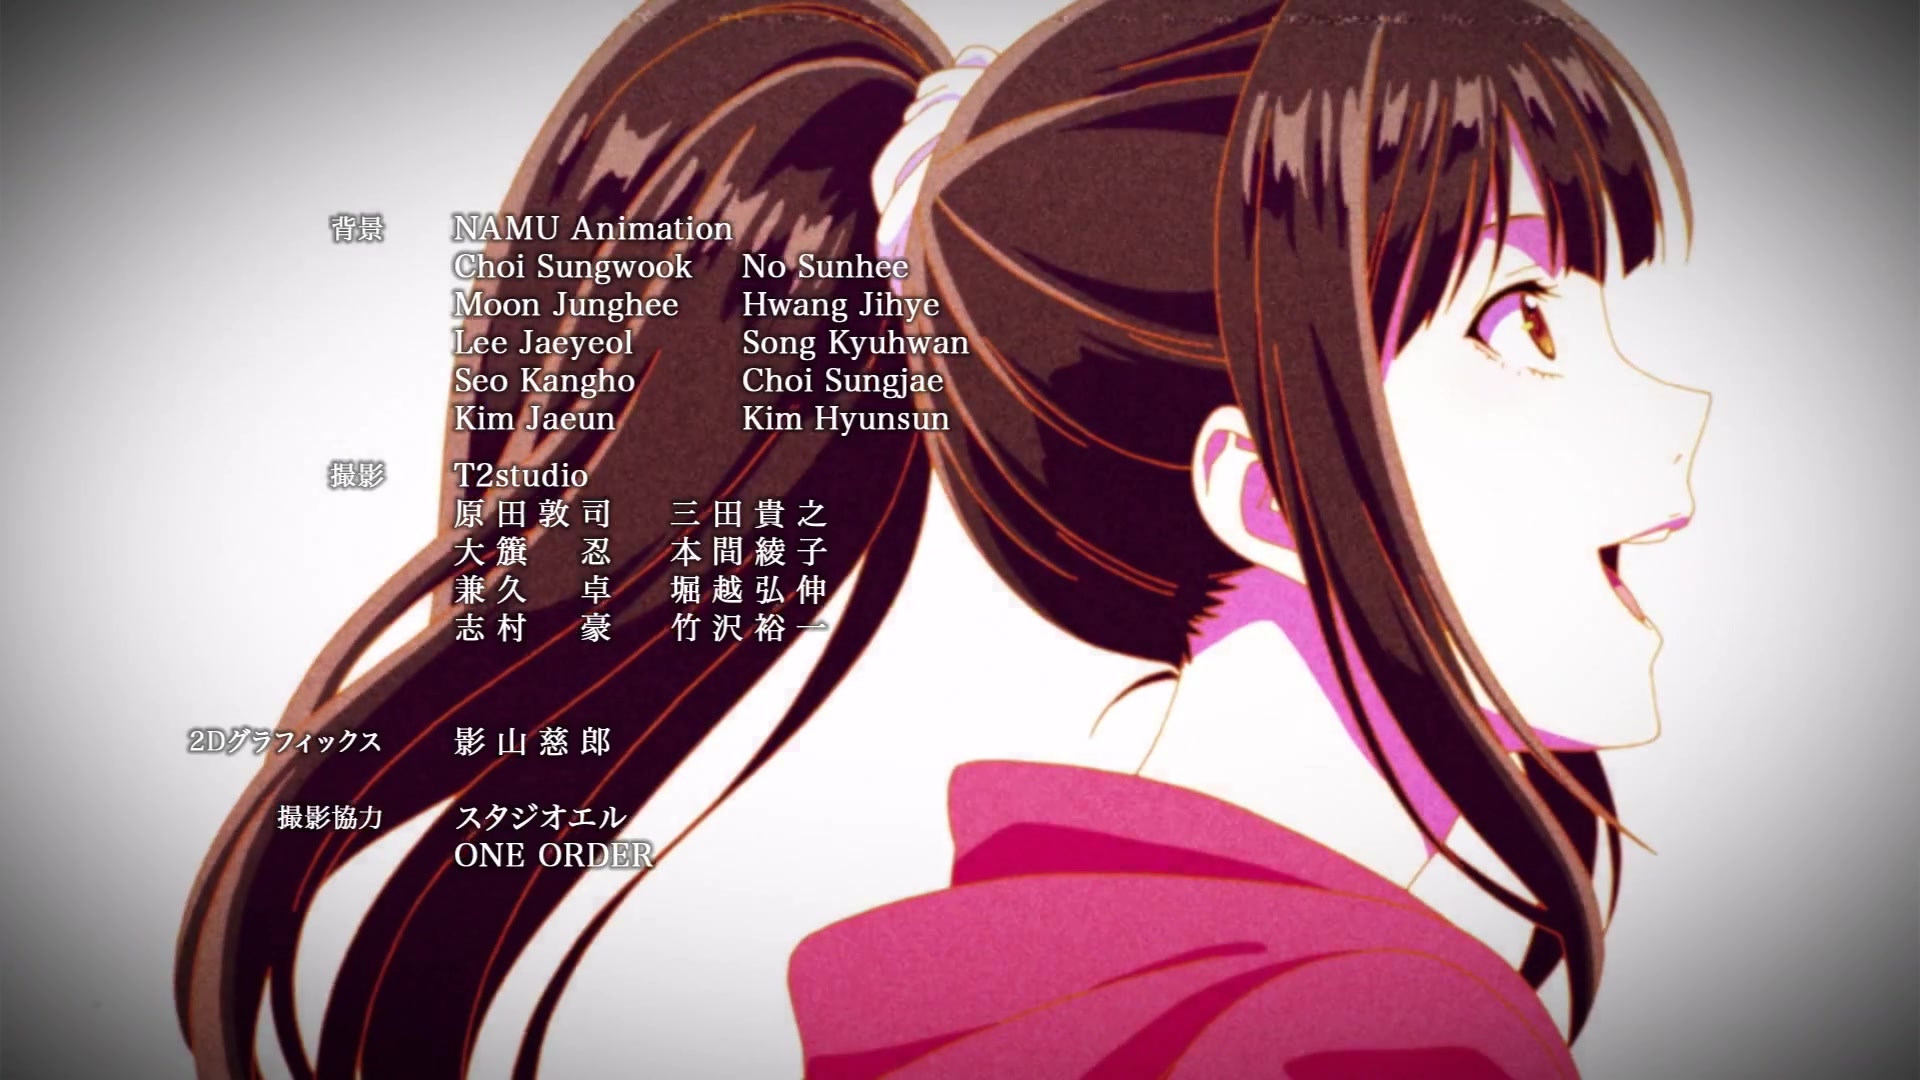 背景 NAMU Animation
Choi Sungwook No Sunhee
Moon Junghee Hwang Jihye
Lee Jaeyeol Song Kyuhwan
Seo Kangho Choi Sungjae
Kim Jaeun Kim Hyunsun
撮影 T2studio
原田敦司 三田貴之
大籏 忍 本間綾子
兼久 卓 堀越弘伸
志村 豪 竹沢裕一
2Dグラフィックス 影山慈郎
撮影協力 スタジオエル
ONE ORDER